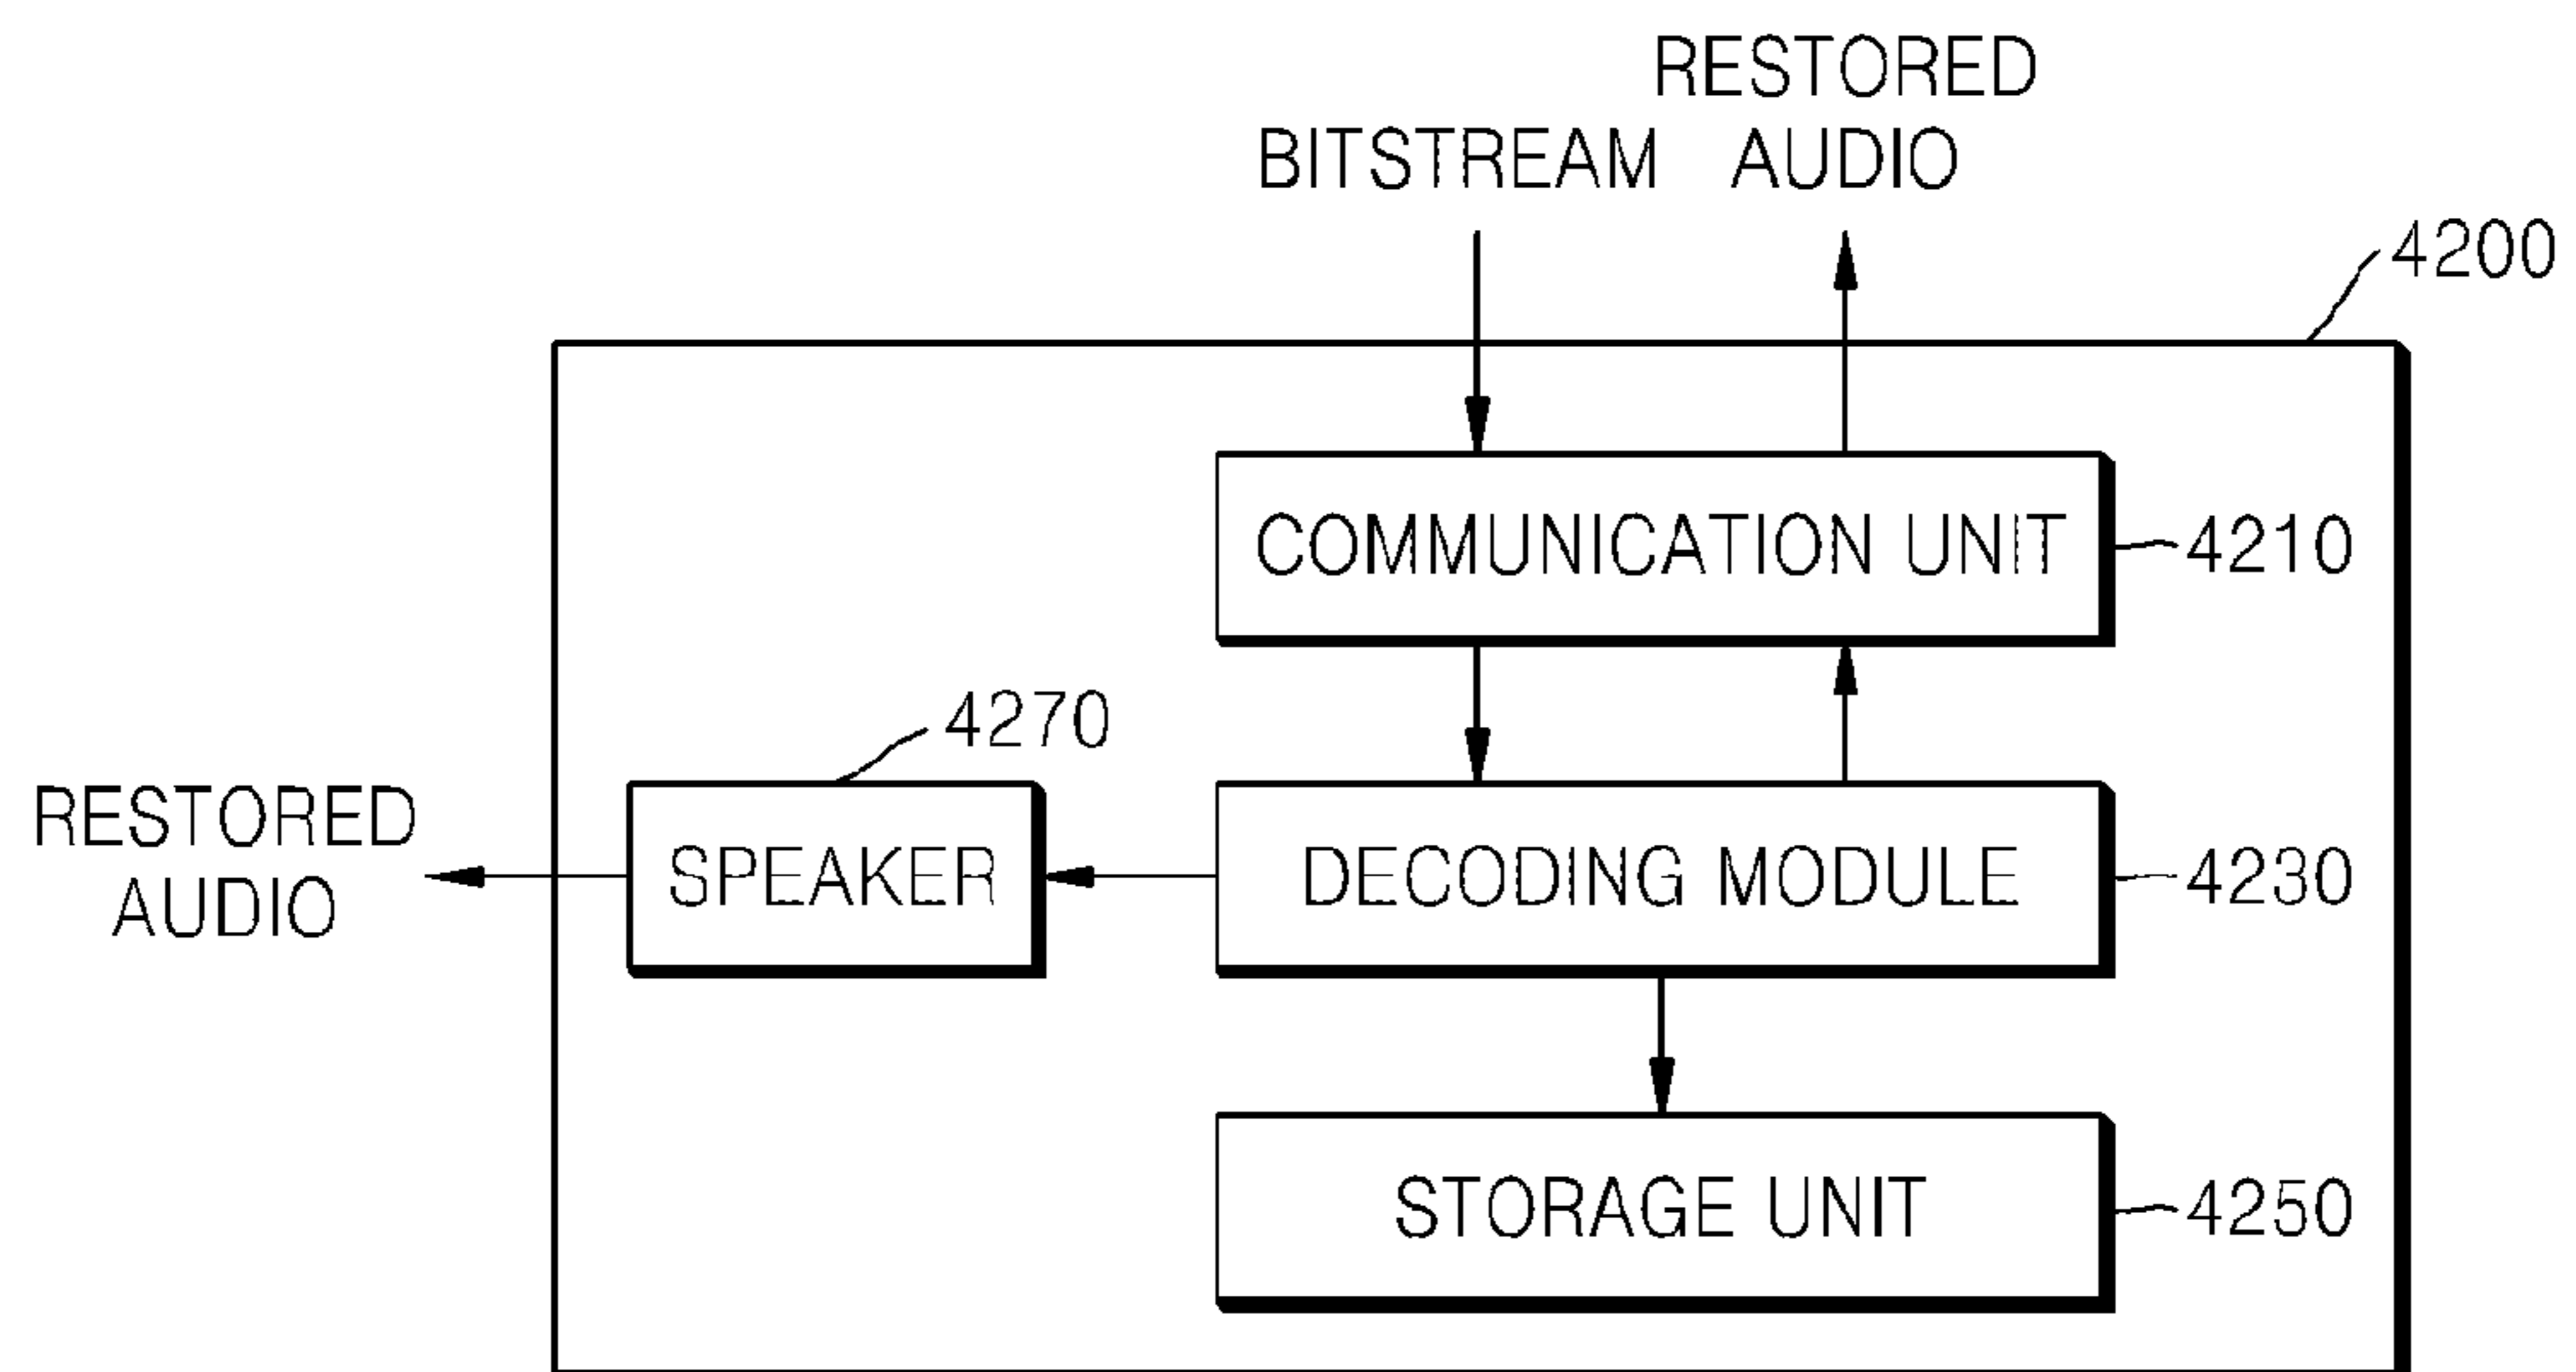 RESTORED
BITSTREAM AUDIO
4200
COMMUNICATION UNIT
4210
4270
RESTORED
AUDIO
SPEAKER
DECODING MODULE
4230
STORAGE UNIT
4250